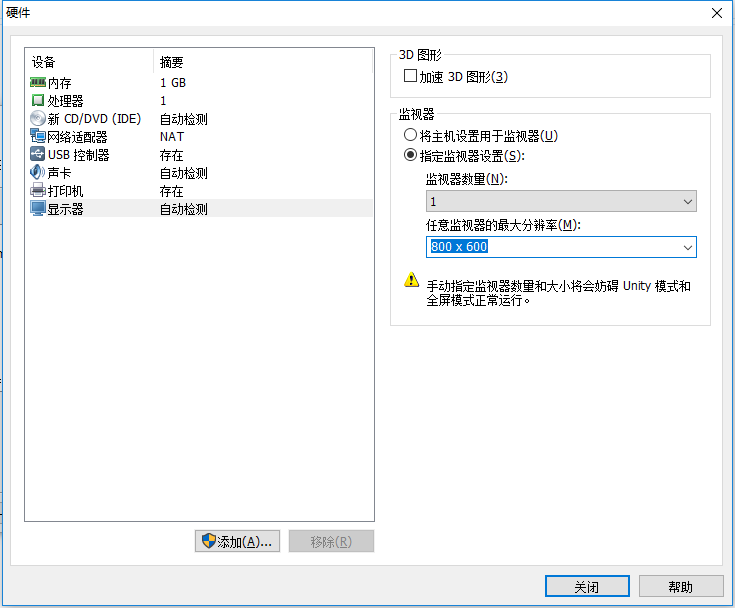 硬件
设备 摘要
内存 1 GB
处理器 1
新 CD/DVD (IDE) 自动检测
网络适配器 NAT
USB 控制器 存在
声卡 自动检测
打印机 存在
显示器 自动检测
添加(A)...
移除(R)
3D 图形
加速 3D 图形(3)
监视器
将主机设置用于监视器(U)
指定监视器设置(S):
监视器数量(N):
1
任意监视器的最大分辨率(M):
800 x 600
手动指定监视器数量和大小将会妨碍 Unity 模式和
全屏模式正常运行。
关闭
帮助